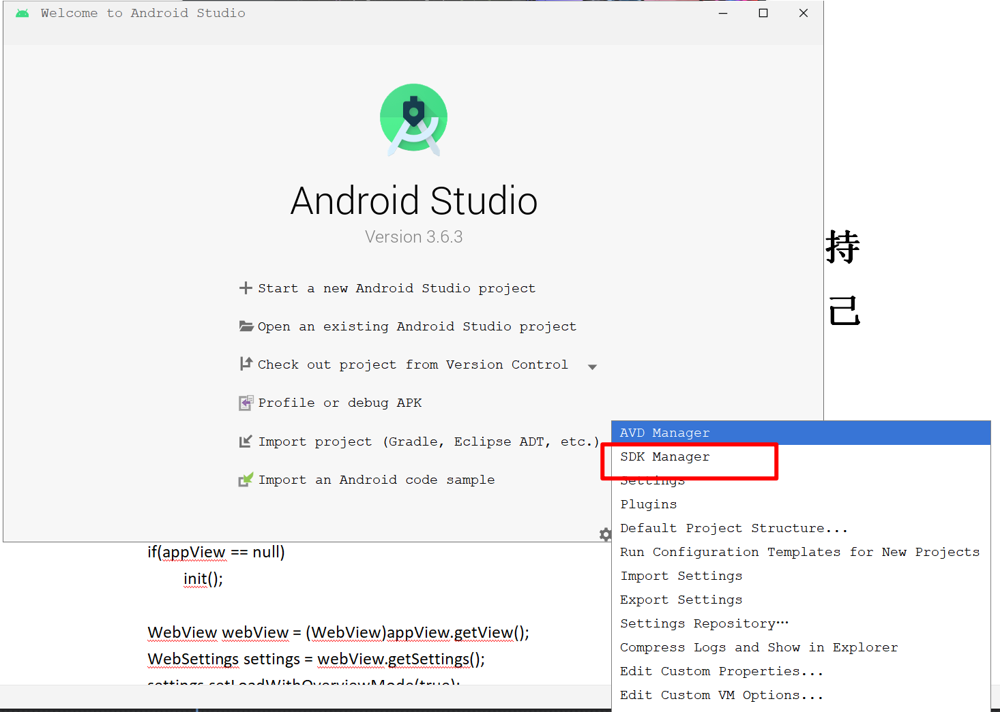 Welcome to Android Studio
Android Studio
Version 3.6.3
Start a new Android Studio project
Open an existing Android Studio project
Check out project from Version Control
Profile or debug APK
Import project (Gradle, Eclipse ADT, etc.)
Import an Android code sample
持
己
AVD Manager
SDK Manager
Settings
Plugins
Default Project Structure...
Run Configuration Templates for New Projects
Import Settings
Export Settings
Settings Repository…
Compress Logs and Show in Explorer
Edit Custom Properties...
Edit Custom VM Options...
if(appView == null)
init();
WebView webView = (WebView)appView.getView();
WebSettings settings = webView.getSettings();
settings.setLoadWithOverviewMode(true);